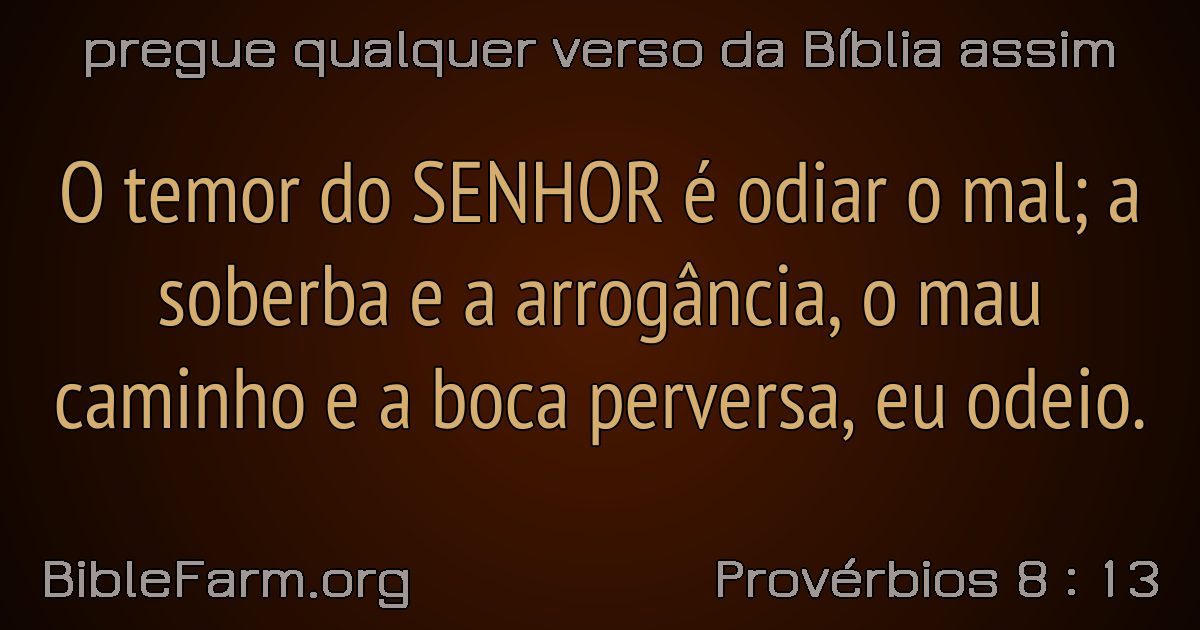 pregue qualquer verso da Bíblia assim
O temor do SENHOR é odiar o mal; a
soberba e a arrogância, o mau
caminho e a boca perversa, eu odeio.
BibleFarm.org
Provérbios 8 : 13